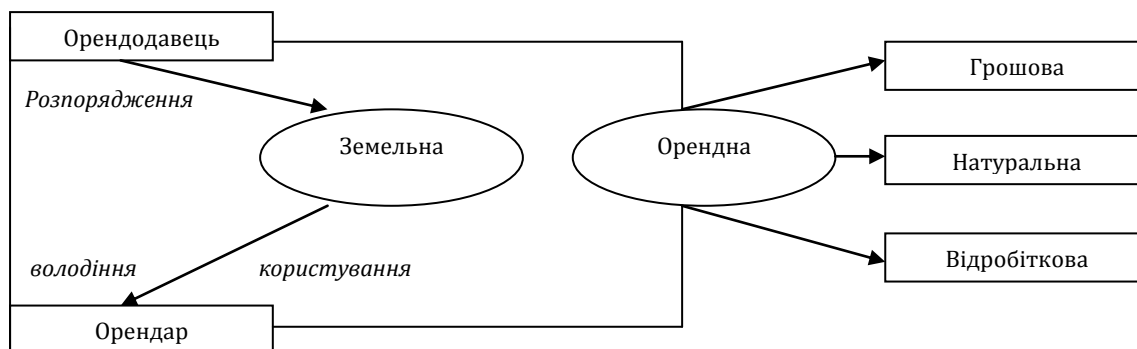 Орендодавець
Грошова
Розпорядження
Земельна
Орендна
Натуральна
володіння
користування
Відробіткова
Орендар